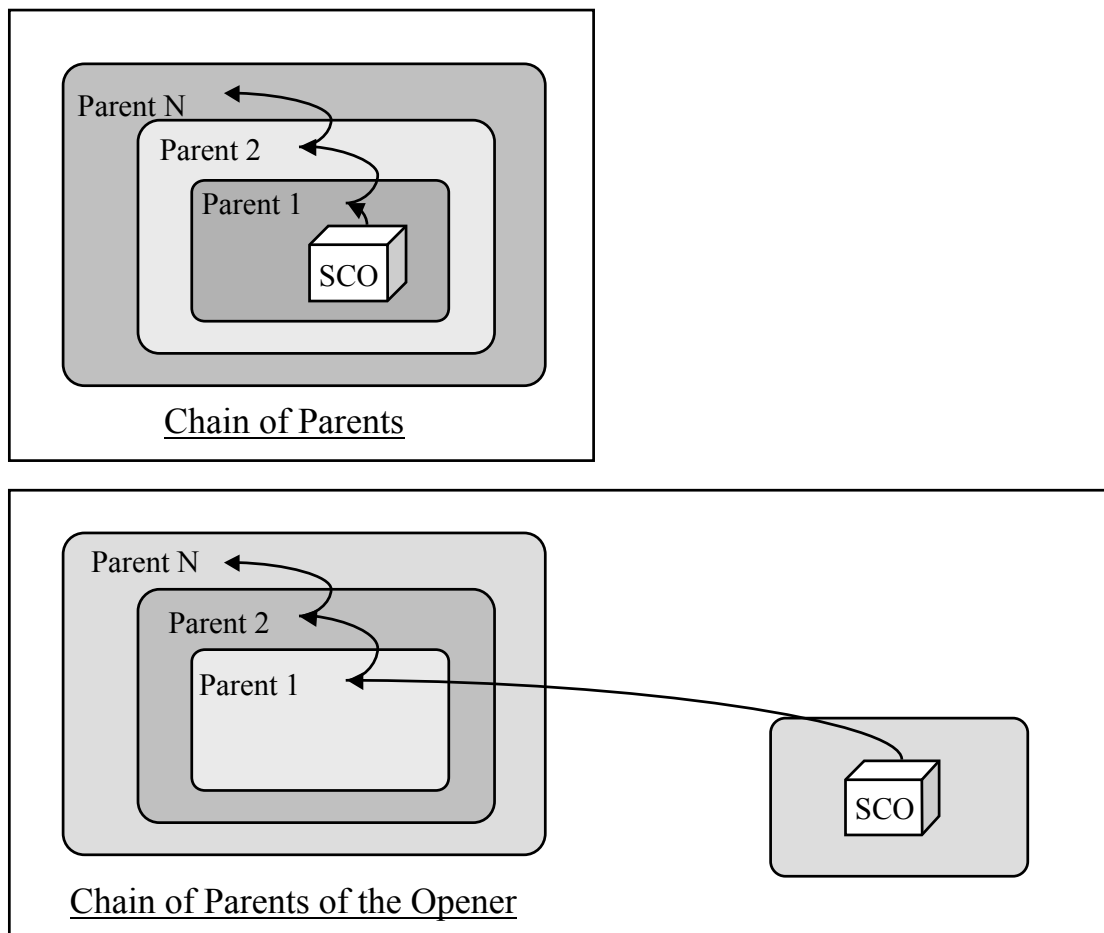 Parent N
Parent 2
Parent 1
SCO
Chain of Parents
Parent N
Parent 2
Parent 1
SCO
Chain of Parents of the Opener